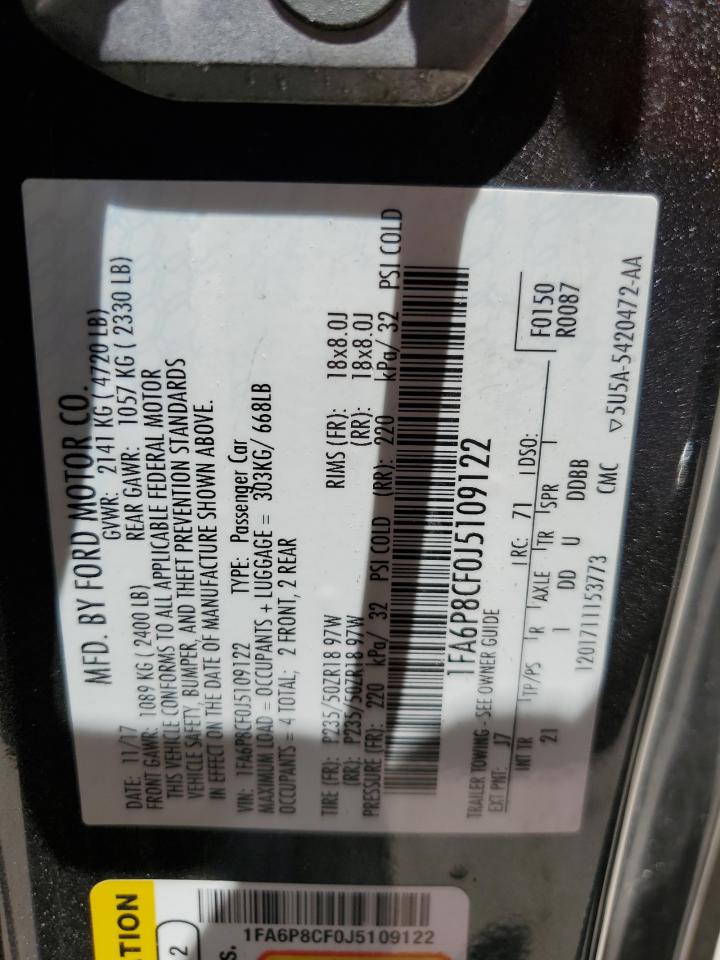 MFD. BY FORD MOTOR CO.
DATE: 11/17 GVWR: 2141 KG ( 4720 LB)
FRONT GAWR: 1089 KG ( 2400 LB) REAR GAWR: 1057 KG ( 2330 LB)
THIS VEHICLE CONFORMS TO ALL APPLICABLE FEDERAL MOTOR
VEHICLE SAFETY, BUMPER, AND THEFT PREVENTION STANDARDS
IN EFFECT ON THE DATE OF MANUFACTURE SHOWN ABOVE.
VIN: 1FA6P8CF0J5109122 TYPE: Passenger Car
MAXIMUM LOAD = OCCUPANTS + LUGGAGE = 303KG/ 668LB
OCCUPANTS = 4 TOTAL; 2 FRONT, 2 REAR
TIRE (FR): P235/50ZR18 97W RIMS (FR): 18x8.0J
(RR): P235/50ZR18 97W (RR): 18x8.0J
PRESSURE (FR): 220 kPa/ 32 PSI COLD (RR): 220 kPa/ 32 PSI COLD
1FA6P8CF0J5109122
TRAILER TOWING - SEE OWNER GUIDE F0150
EXT PNT: J7 RC: 71 DSO: R0087
INT TR TP/PS R AXLE TR SPR
21 I DD U DDBB
12017111153773 CMC ▽5U5A-5420472-AA
1FA6P8CF0J5109122